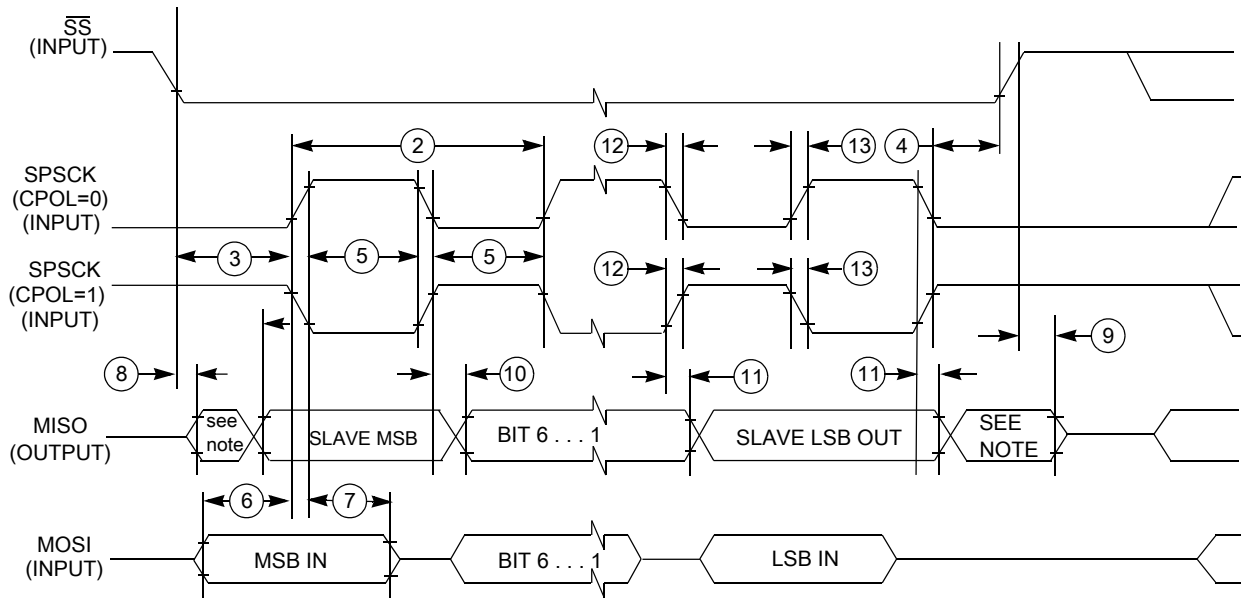 SS
(INPUT)
2
12
13
4
SPSCK
(CPOL=0)
(INPUT)
3
5
5
SPSCK
(CPOL=1)
(INPUT)
12
13
8
10
11
11
9
MISO
(OUTPUT)
see
note
SLAVE MSB
BIT 6 . . . 1
SLAVE LSB OUT
SEE
NOTE
6
7
MOSI
(INPUT)
MSB IN
BIT 6 . . . 1
LSB IN